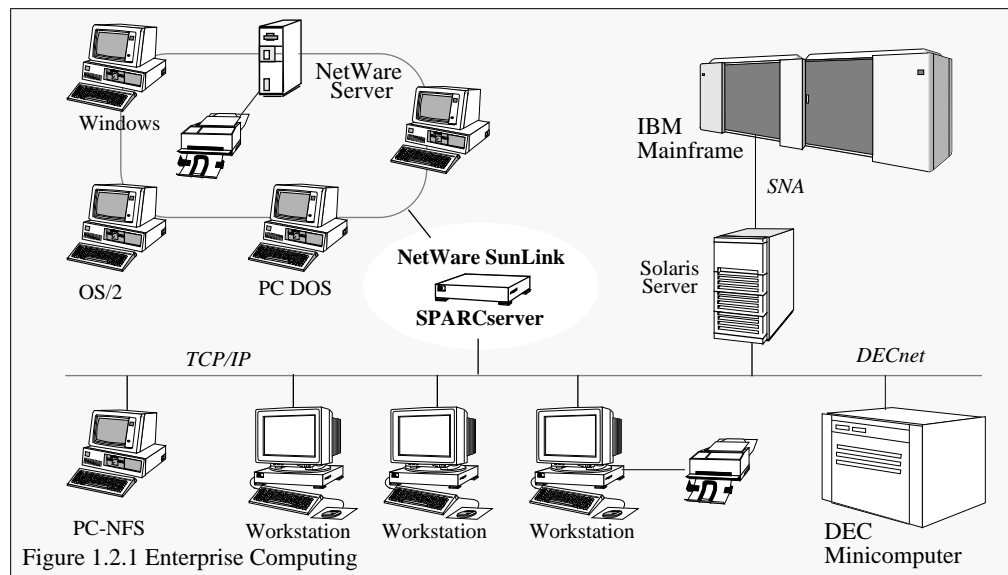 NetWare
Server
Windows
IBM
Mainframe
SNA
OS/2
PC DOS
NetWare SunLink
SPARCserver
Solaris
Server
TCP/IP
DECnet
PC-NFS
Workstation
Workstation
Workstation
DEC
Minicomputer
Figure 1.2.1 Enterprise Computing